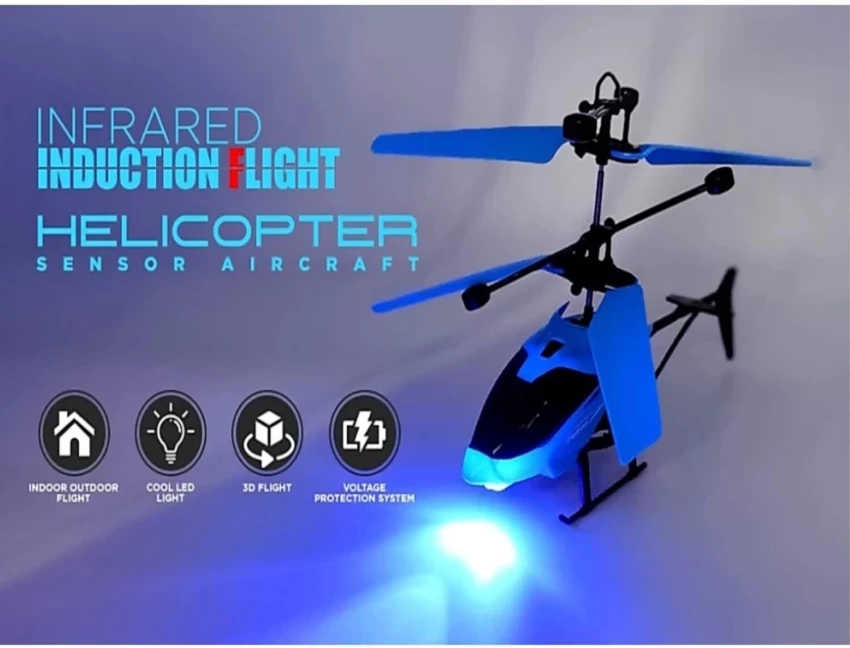 INFRARED
INDUCTION FLIGHT
HELICOPTER
SENSOR AIRCRAFT
INDOOR OUTDOOR
FLIGHT
COOL LED
LIGHT
3D FLIGHT
VOLTAGE
PROTECTION SYSTEM